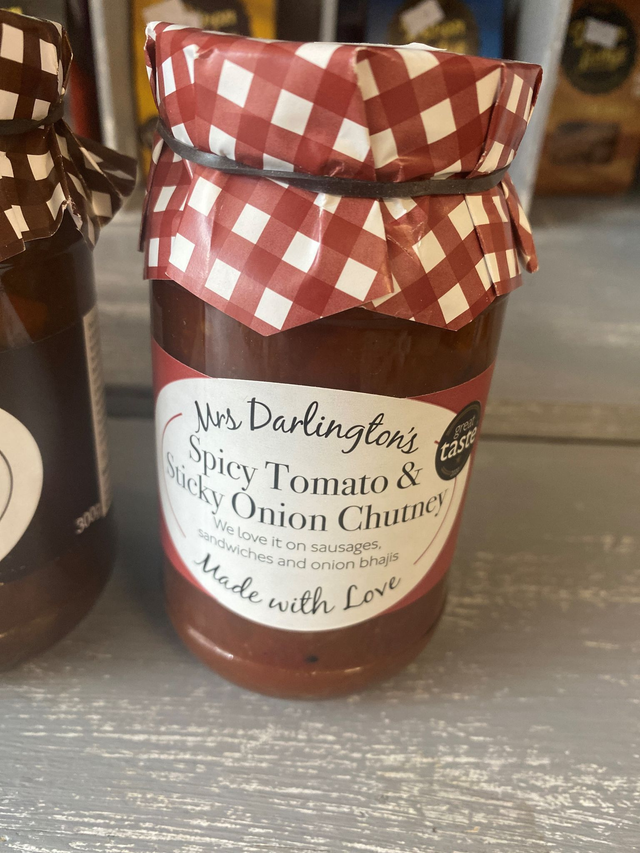 Mrs Darlington's
great
taste
Spicy Tomato &
Sticky Onion Chutney
We love it on sausages,
sandwiches and onion bhajis
Made with Love